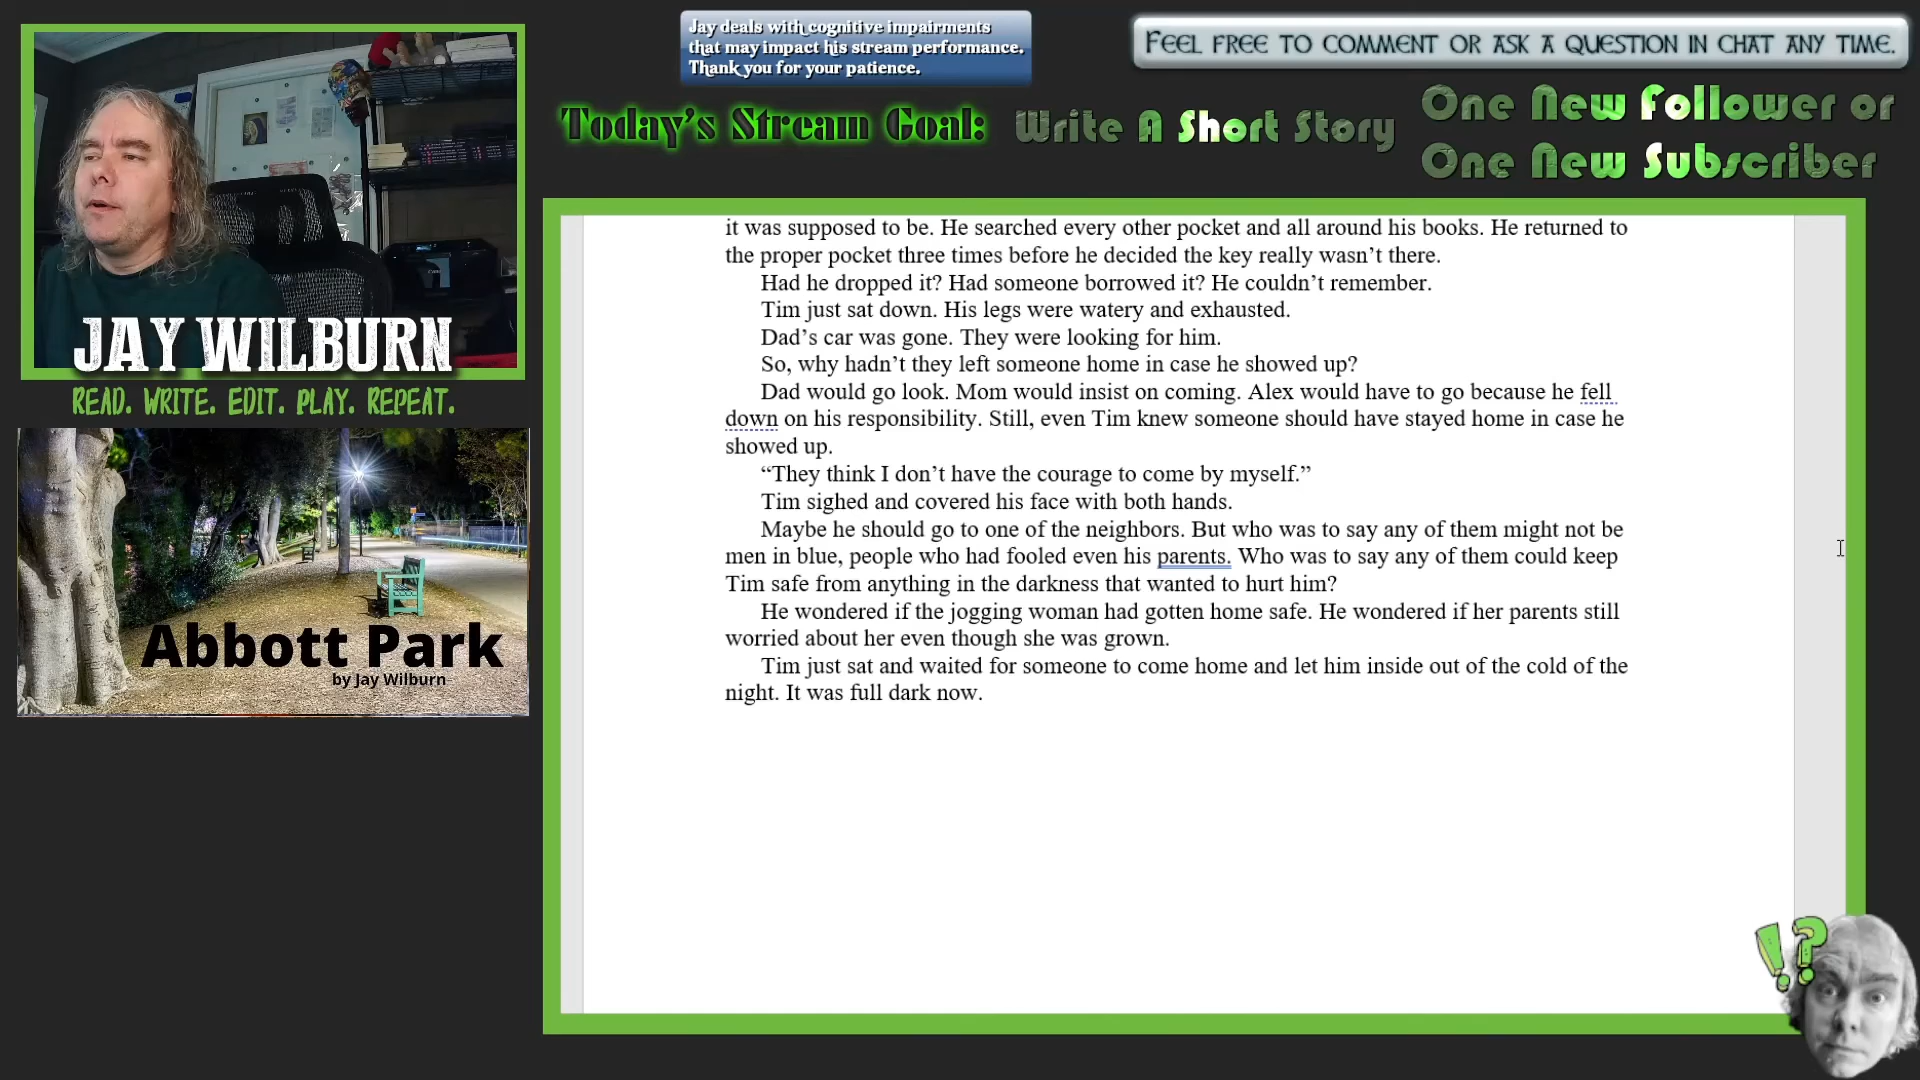 Jay deals with cognitive impairments
that may impact his stream performance.
Thank you for your patience.
Feel free to comment or ask a question in chat any time.
Today's Stream Goal:
Write A Short Story
One New Follower or
One New Subscriber
JAY WILBURN
READ. WRITE. EDIT. PLAY. REPEAT.
Abbott Park
by Jay Wilburn
it was supposed to be. He searched every other pocket and all around his books. He returned to
the proper pocket three times before he decided the key really wasn’t there.
Had he dropped it? Had someone borrowed it? He couldn’t remember.
Tim just sat down. His legs were watery and exhausted.
Dad’s car was gone. They were looking for him.
So, why hadn’t they left someone home in case he showed up?
Dad would go look. Mom would insist on coming. Alex would have to go because he fell
down on his responsibility. Still, even Tim knew someone should have stayed home in case he
showed up.
“They think I don’t have the courage to come by myself.”
Tim sighed and covered his face with both hands.
Maybe he should go to one of the neighbors. But who was to say any of them might not be
men in blue, people who had fooled even his parents. Who was to say any of them could keep
Tim safe from anything in the darkness that wanted to hurt him?
He wondered if the jogging woman had gotten home safe. He wondered if her parents still
worried about her even though she was grown.
Tim just sat and waited for someone to come home and let him inside out of the cold of the
night. It was full dark now.
!?